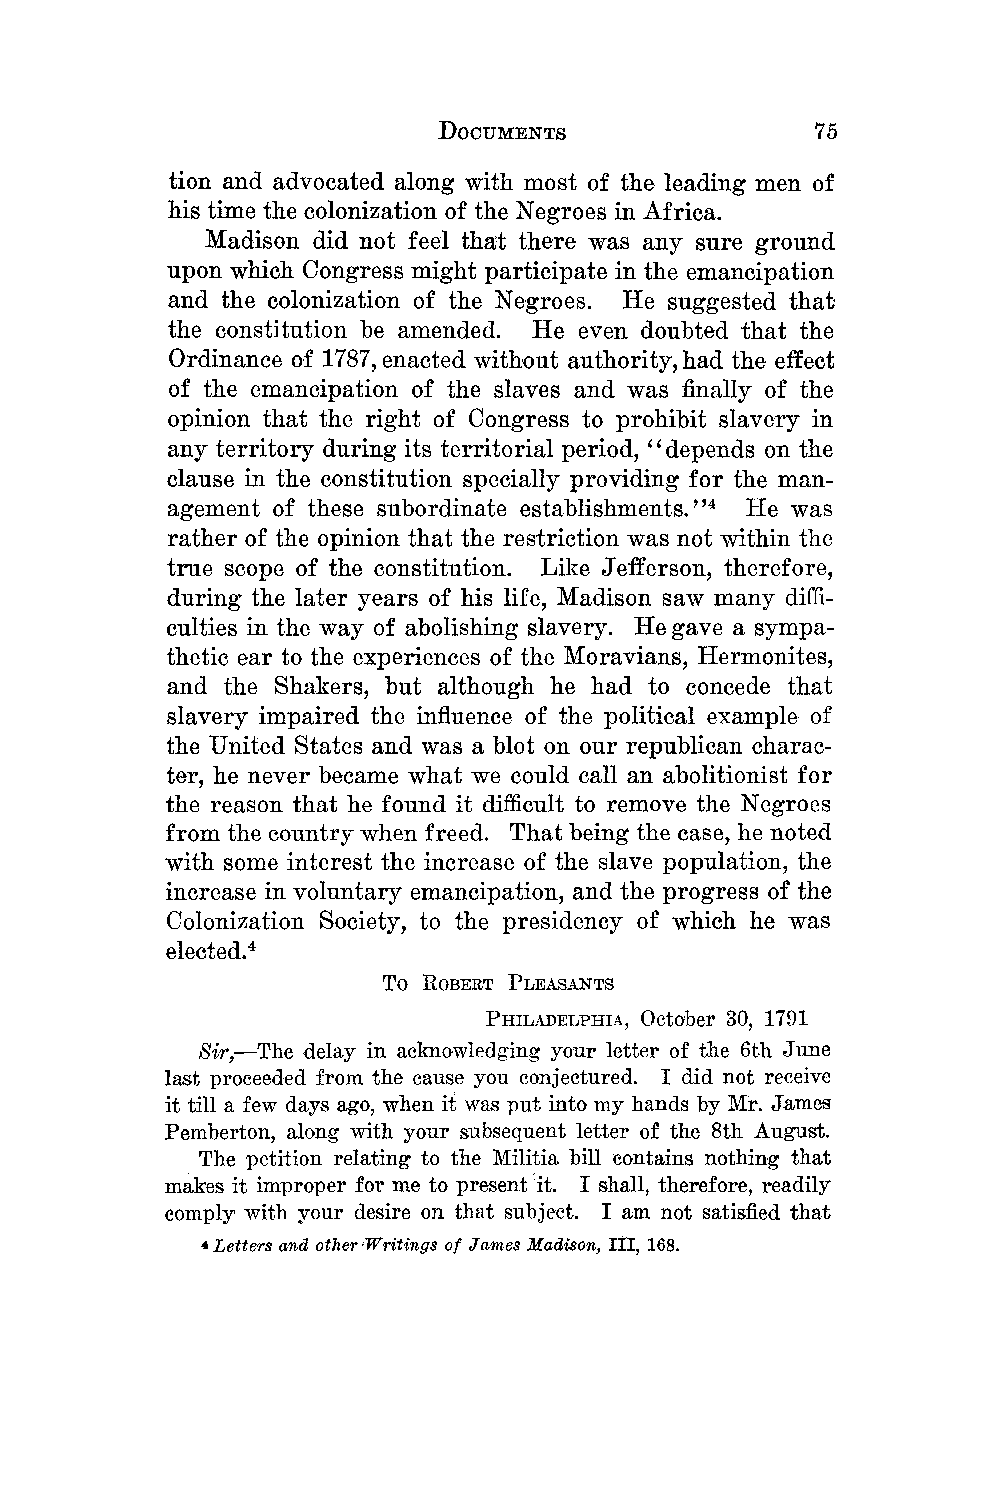 DOCUMENTS 75
tion and advocated along with most of the leading men of
his time the colonization of the Negroes in Africa.
Madison did not feel that there was any sure ground
upon which Congress might participate in the emancipation
and the colonization of the Negroes. He suggested that
the constitution be amended. He even doubted that the
Ordinance of 1787, enacted without authority, had the effect
of the emancipation of the slaves and was finally of the
opinion that the right of Congress to prohibit slavery in
any territory during its territorial period, “depends on the
clause in the constitution specially providing for the man-
agement of these subordinate establishments.”⁴ He was
rather of the opinion that the restriction was not within the
true scope of the constitution. Like Jefferson, therefore,
during the later years of his life, Madison saw many diffi-
culties in the way of abolishing slavery. He gave a sympa-
thetic ear to the experiences of the Moravians, Hermonites,
and the Shakers, but although he had to concede that
slavery impaired the influence of the political example of
the United States and was a blot on our republican charac-
ter, he never became what we could call an abolitionist for
the reason that he found it difficult to remove the Negroes
from the country when freed. That being the case, he noted
with some interest the increase of the slave population, the
increase in voluntary emancipation, and the progress of the
Colonization Society, to the presidency of which he was
elected.⁴
TO ROBERT PLEASANTS
PHILADELPHIA, October 30, 1791
Sir,—The delay in acknowledging your letter of the 6th June
last proceeded from the cause you conjectured. I did not receive
it till a few days ago, when it was put into my hands by Mr. James
Pemberton, along with your subsequent letter of the 8th August.
The petition relating to the Militia bill contains nothing that
makes it improper for me to present it. I shall, therefore, readily
comply with your desire on that subject. I am not satisfied that
⁴ Letters and other Writings of James Madison, III, 168.